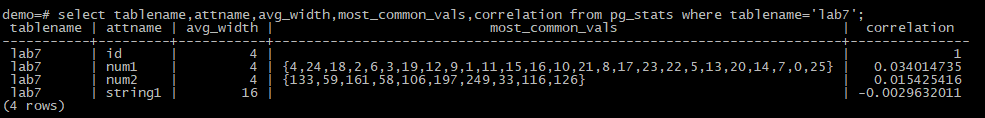 demo=# select tablename,attname,avg_width,most_common_vals,correlation from pg_stats where tablename='lab7';
 tablename | attname | avg_width |                           most_common_vals                           |  correlation
-----------+---------+-----------+----------------------------------------------------------------------+---------------
 lab7      | id      |         4 |                                                                      |             1
 lab7      | num1    |         4 | {4,24,18,2,6,3,19,12,9,1,11,15,16,10,21,8,17,23,22,5,13,20,14,7,0,25} |   0.034014735
 lab7      | num2    |         4 | {133,59,161,58,106,197,249,33,116,126}                               |   0.015425416
 lab7      | string1 |        16 |                                                                      | -0.0029632011
(4 rows)